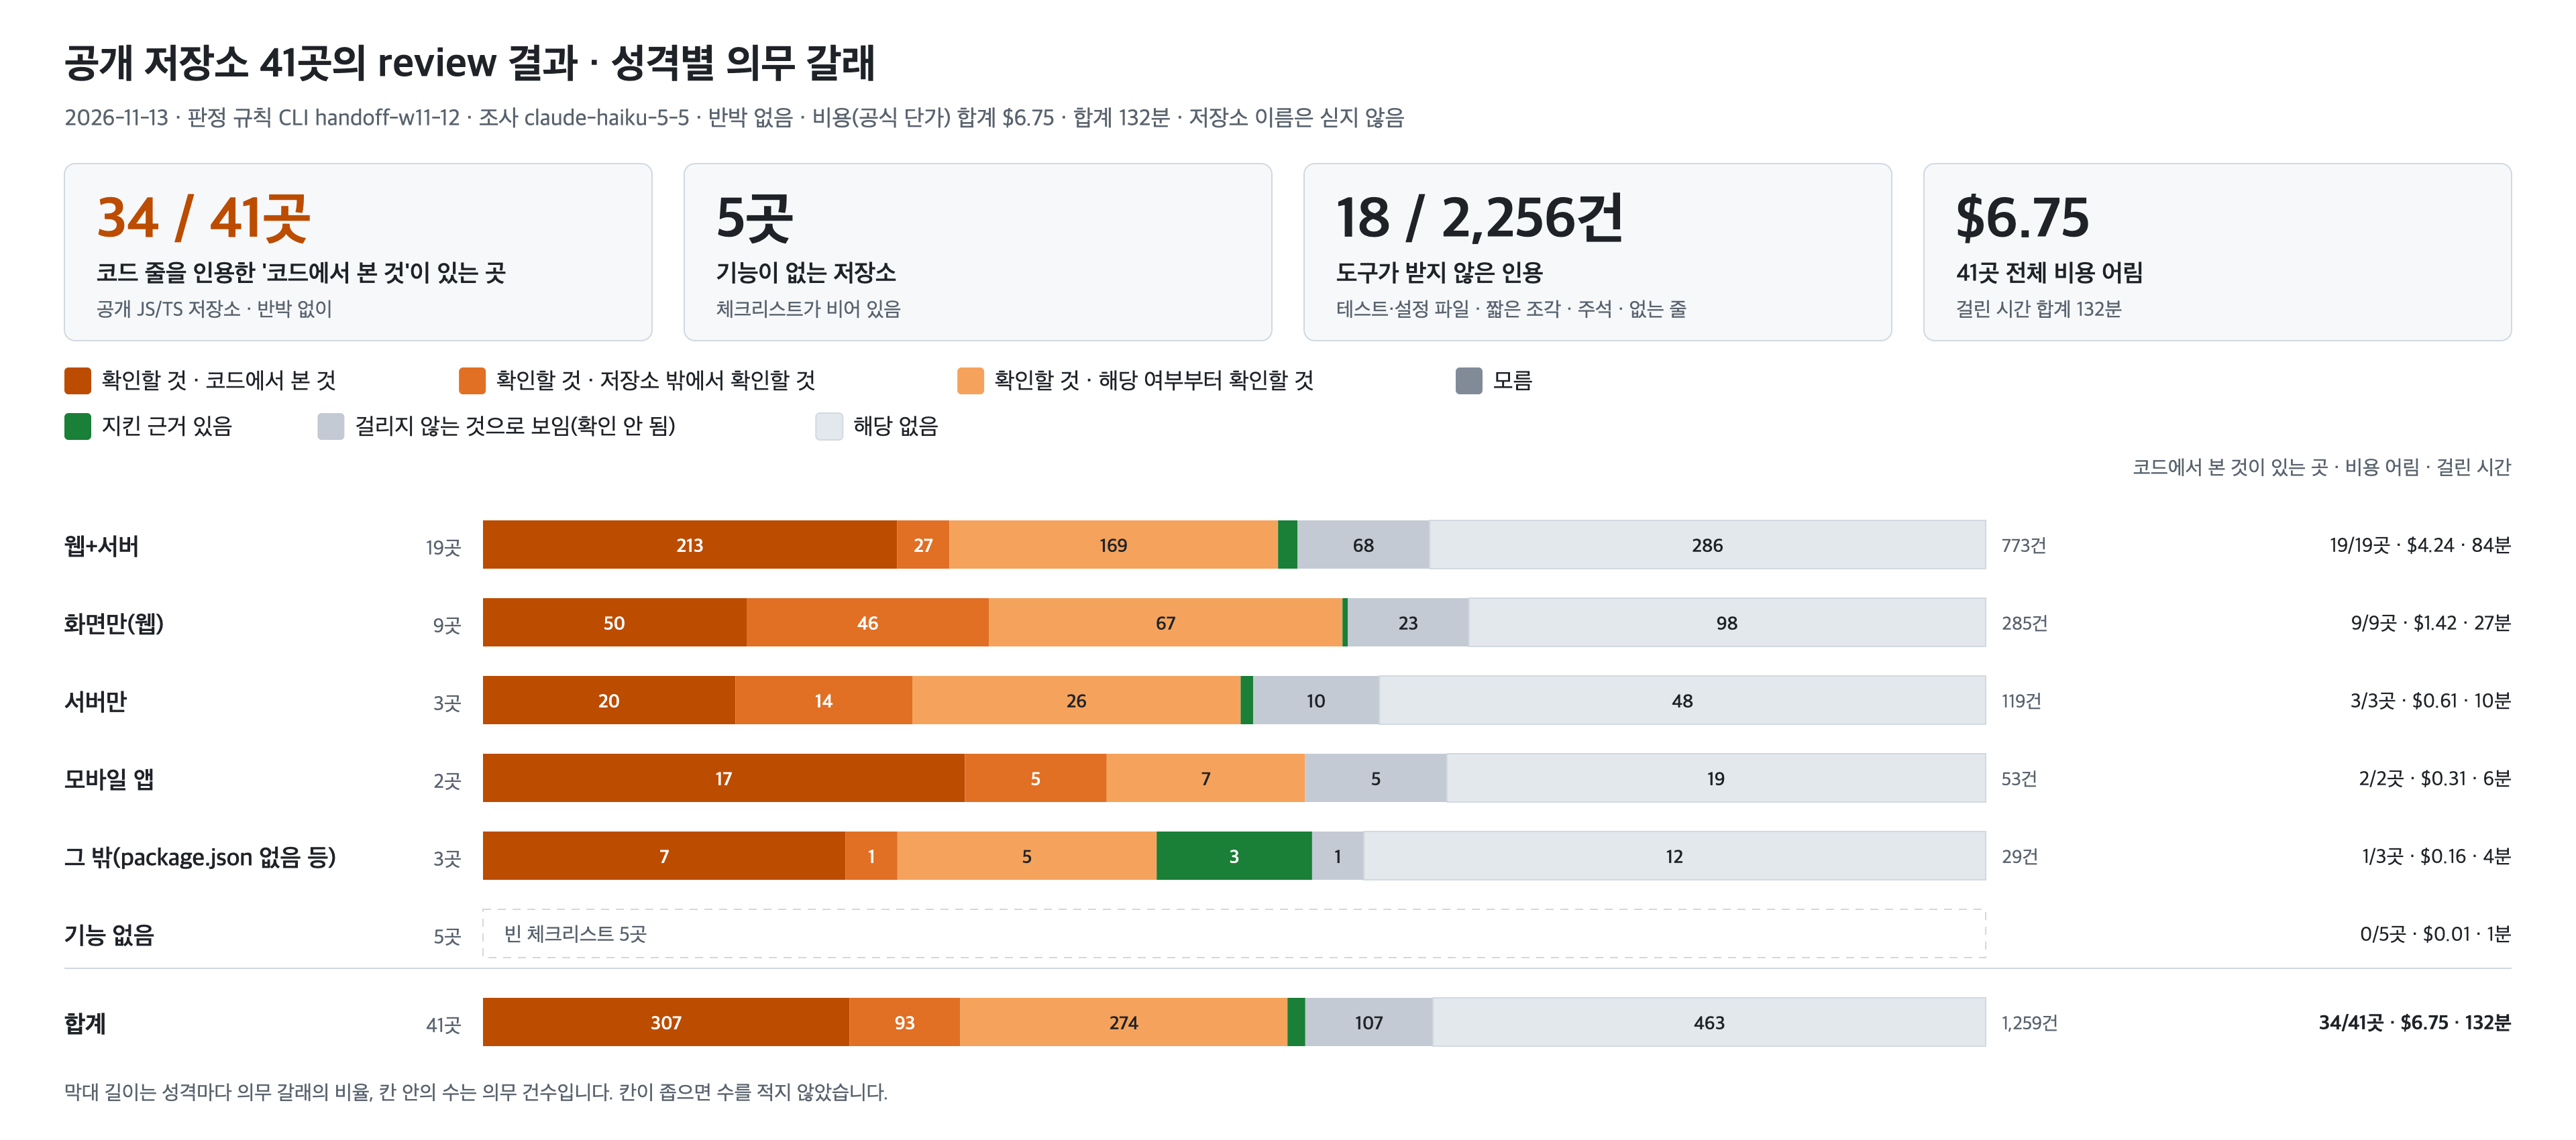 공개 저장소 41곳의 review 결과 · 성격별 의무 갈래
2026-11-13 · 판정 규칙 CLI handoff-w11-12 · 조사 claude-haiku-5-5 · 반박 없음 · 비용(공식 단가) 합계 $6.75 · 합계 132분 · 저장소 이름은 싣지 않음
34 / 41곳
코드 줄을 인용한 '코드에서 본 것'이 있는 곳
공개 JS/TS 저장소 · 반박 없이
5곳
기능이 없는 저장소
체크리스트가 비어 있음
18 / 2,256건
도구가 받지 않은 인용
테스트·설정 파일 · 짧은 조각 · 주석 · 없는 줄
$6.75
41곳 전체 비용 어림
걸린 시간 합계 132분
확인할 것 · 코드에서 본 것
확인할 것 · 저장소 밖에서 확인할 것
확인할 것 · 해당 여부부터 확인할 것
모름
지킨 근거 있음
걸리지 않는 것으로 보임(확인 안 됨)
해당 없음
코드에서 본 것이 있는 곳 · 비용 어림 · 걸린 시간
웹+서버 19곳 213 27 169 68 286 773건 19/19곳 · $4.24 · 84분
화면만(웹) 9곳 50 46 67 23 98 285건 9/9곳 · $1.42 · 27분
서버만 3곳 20 14 26 10 48 119건 3/3곳 · $0.61 · 10분
모바일 앱 2곳 17 5 7 5 19 53건 2/2곳 · $0.31 · 6분
그 밖(package.json 없음 등) 3곳 7 1 5 3 1 12 29건 1/3곳 · $0.16 · 4분
기능 없음 5곳 빈 체크리스트 5곳 0/5곳 · $0.01 · 1분
합계 41곳 307 93 274 107 463 1,259건 34/41곳 · $6.75 · 132분
막대 길이는 성격마다 의무 갈래의 비율, 칸 안의 수는 의무 건수입니다. 칸이 좁으면 수를 적지 않았습니다.